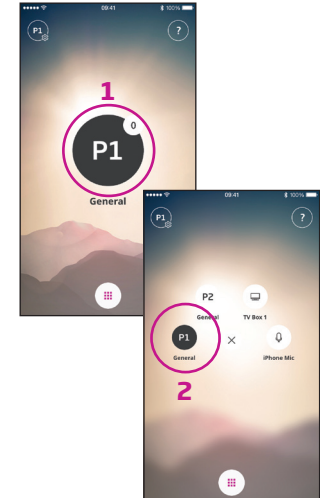 09:41
100%
P1
?
1
0
P1
General
09:41
100%
P1
?
P2
General
TV Box 1
P1
General
iPhone Mic
2